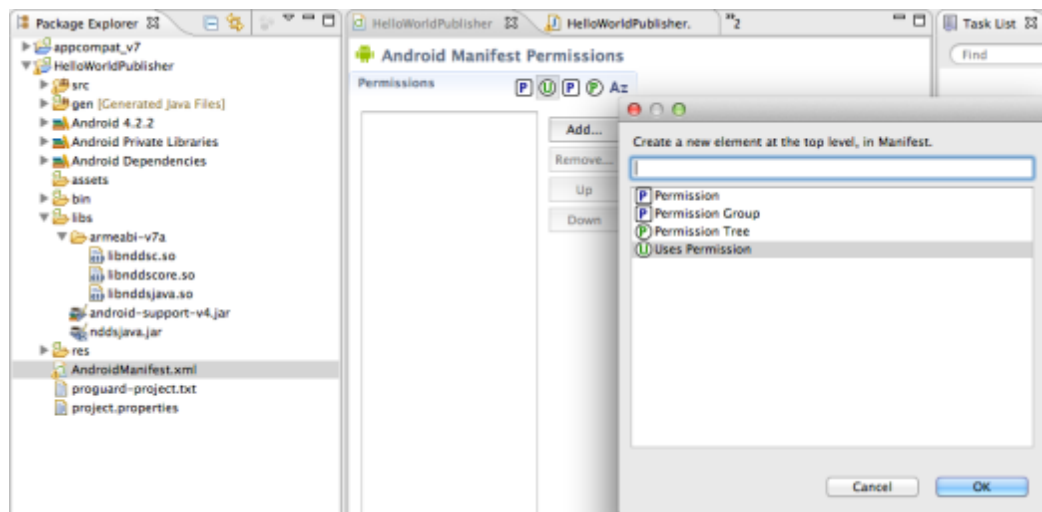 Package Explorer
appcompat_v7
HelloWorldPublisher
src
gen [Generated Java Files]
Android 4.2.2
Android Private Libraries
Android Dependencies
assets
bin
libs
armeabi-v7a
libnddsc.so
libnddscore.so
libnddsjava.so
android-support-v4.jar
nddsjava.jar
res
AndroidManifest.xml
proguard-project.txt
project.properties
HelloWorldPublisher
HelloWorldPublisher.
»2
Android Manifest Permissions
Permissions
P U P P Az
Add...
Remove...
Up
Down
Task List
Find
Create a new element at the top level, in Manifest.
P Permission
P Permission Group
P Permission Tree
U Uses Permission
Cancel
OK